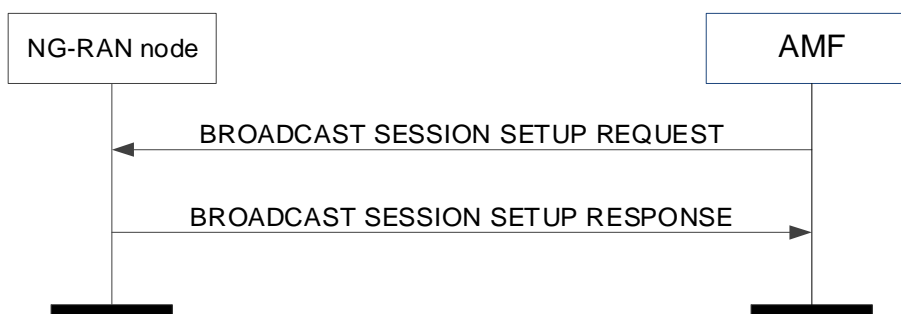 NG-RAN node
AMF
BROADCAST SESSION SETUP REQUEST
BROADCAST SESSION SETUP RESPONSE